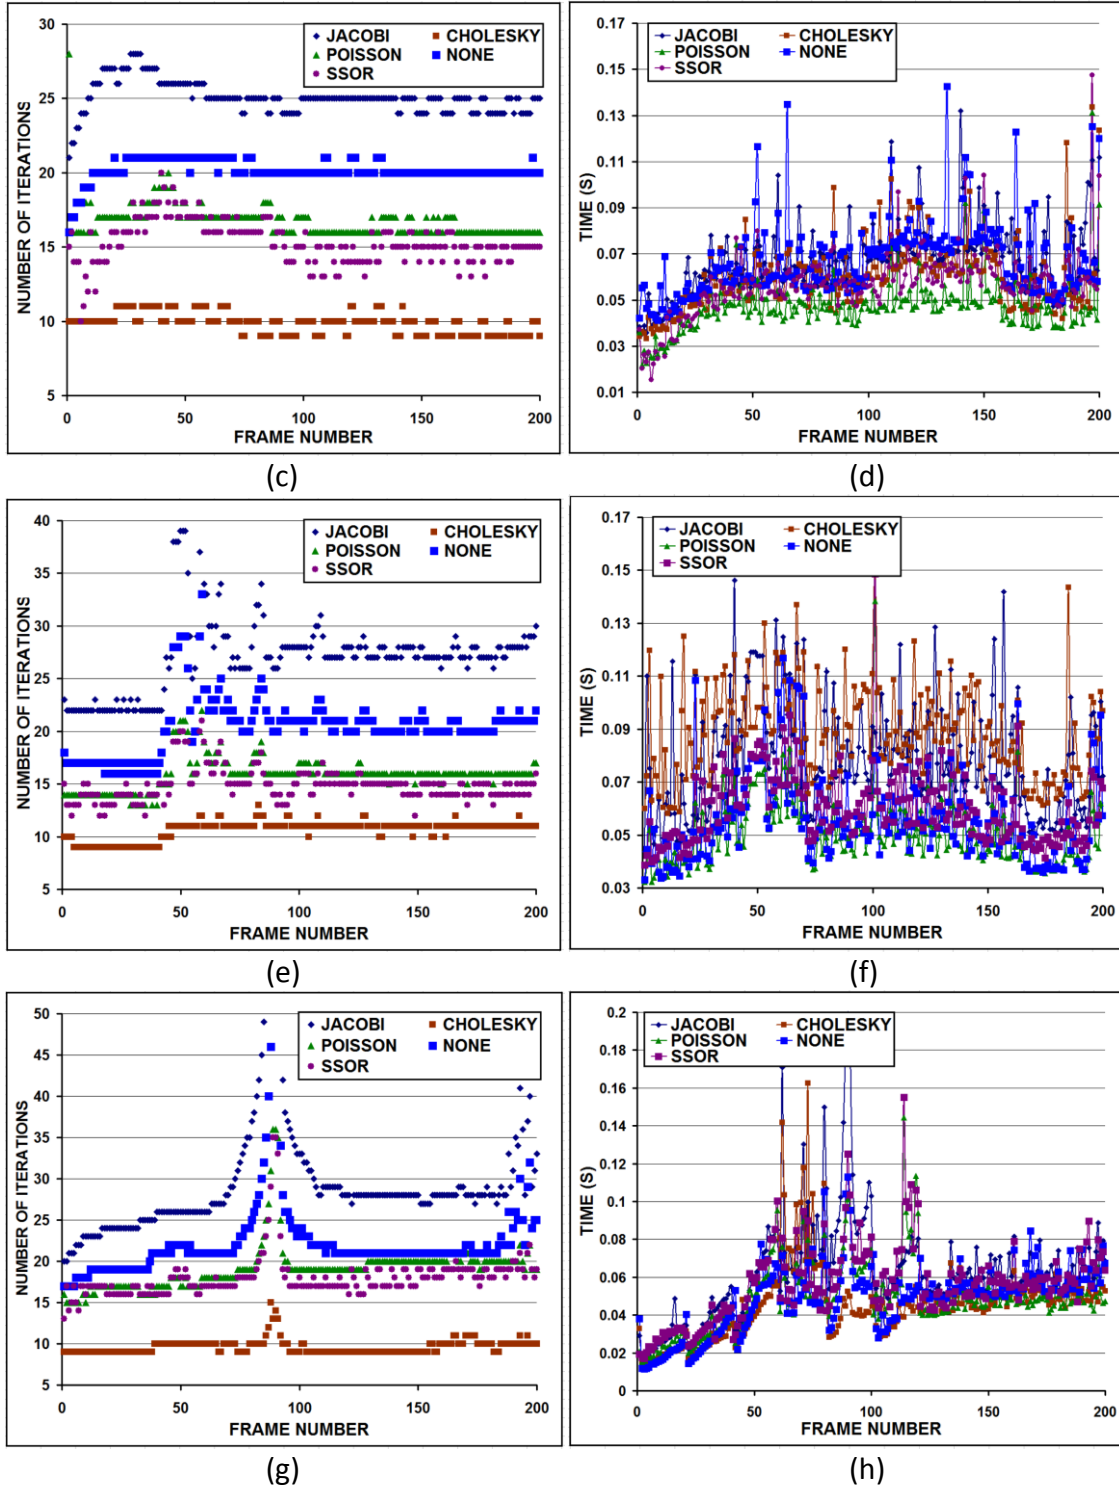 30
25
20
15
10
5
NUMBER OF ITERATIONS
JACOBI CHOLESKY
POISSON NONE
SSOR
0 50 100 150 200
FRAME NUMBER
(c)
0.17
0.15
0.13
0.11
0.09
0.07
0.05
0.03
0.01
TIME (S)
JACOBI CHOLESKY
POISSON NONE
SSOR
0 50 100 150 200
FRAME NUMBER
(d)
40
35
30
25
20
15
10
5
NUMBER OF ITERATIONS
JACOBI CHOLESKY
POISSON NONE
SSOR
0 50 100 150 200
FRAME NUMBER
(e)
0.17
0.15
0.13
0.11
0.09
0.07
0.05
0.03
TIME (S)
JACOBI CHOLESKY
POISSON NONE
SSOR
0 50 100 150 200
FRAME NUMBER
(f)
50
45
40
35
30
25
20
15
10
5
NUMBER OF ITERATIONS
JACOBI CHOLESKY
POISSON NONE
SSOR
0 50 100 150 200
FRAME NUMBER
(g)
0.2
0.18
0.16
0.14
0.12
0.1
0.08
0.06
0.04
0.02
0
TIME (S)
JACOBI CHOLESKY
POISSON NONE
SSOR
0 50 100 150 200
FRAME NUMBER
(h)